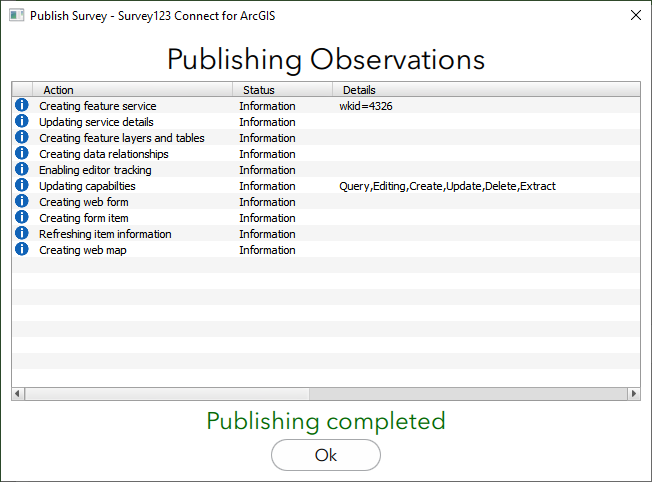 Publish Survey - Survey123 Connect for ArcGIS
Publishing Observations
Action Status Details
Creating feature service Information wkid=4326
Updating service details Information
Creating feature layers and tables Information
Creating data relationships Information
Enabling editor tracking Information
Updating capabilties Information Query,Editing,Create,Update,Delete,Extract
Creating web form Information
Creating form item Information
Refreshing item information Information
Creating web map Information
Publishing completed
Ok